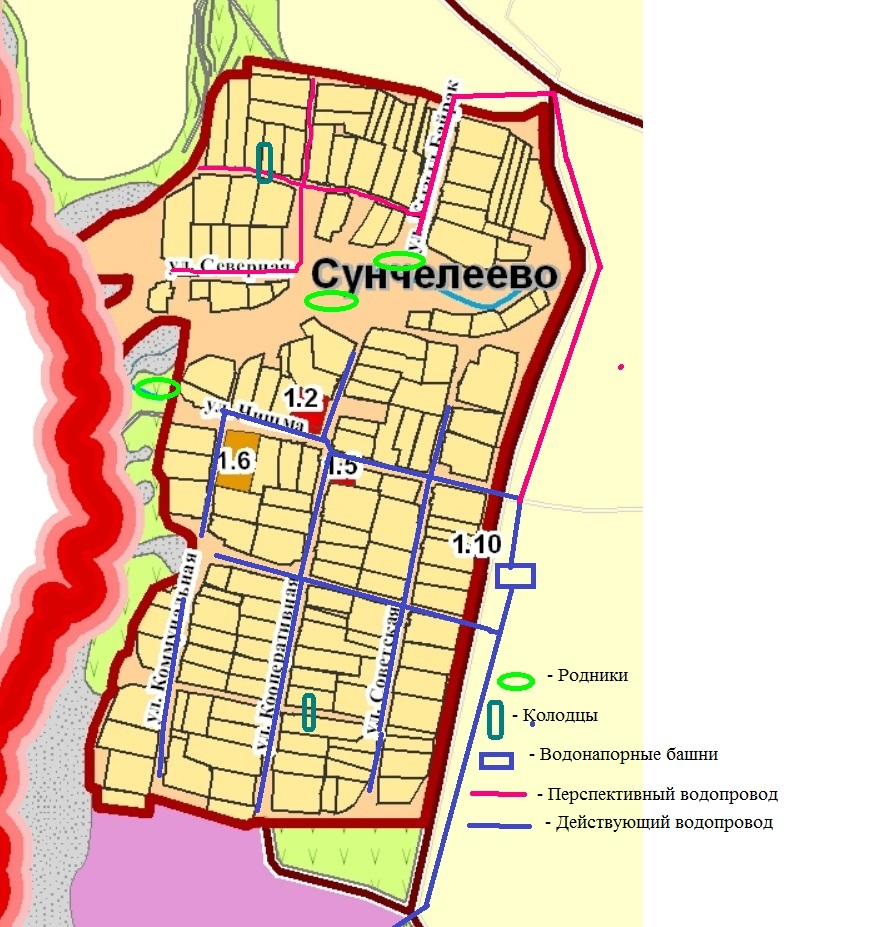 ул. Северная
Сунчелеево
1.2
ул. Чишма
1.6
1.5
1.10
ул. Коммунальная
ул. Кооперативная
ул. Советская
- Родники
- Колодцы
- Водонапорные башни
- Перспективный водопровод
- Действующий водопровод